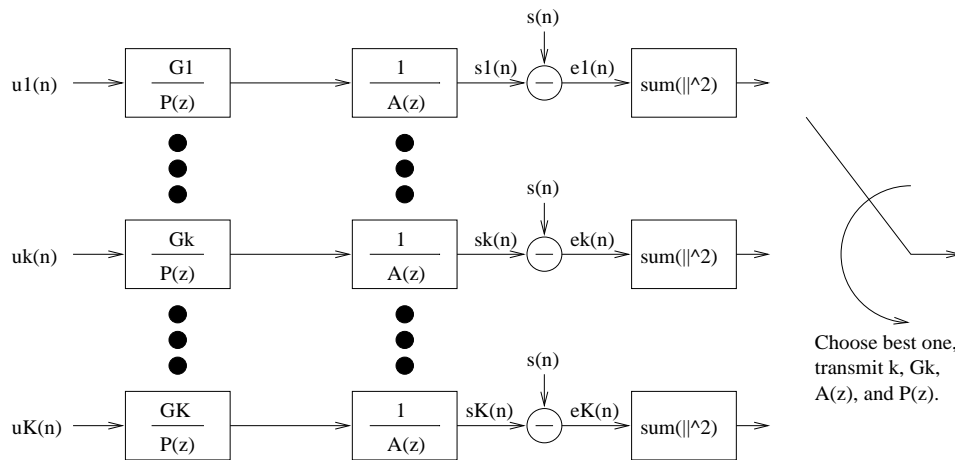 s(n)
u1(n)
G1
P(z)
1
A(z)
s1(n)
−
e1(n)
sum(||^2)
s(n)
uk(n)
Gk
P(z)
1
A(z)
sk(n)
−
ek(n)
sum(||^2)
Choose best one,
transmit k, Gk,
A(z), and P(z).
s(n)
uK(n)
GK
P(z)
1
A(z)
sK(n)
−
eK(n)
sum(||^2)